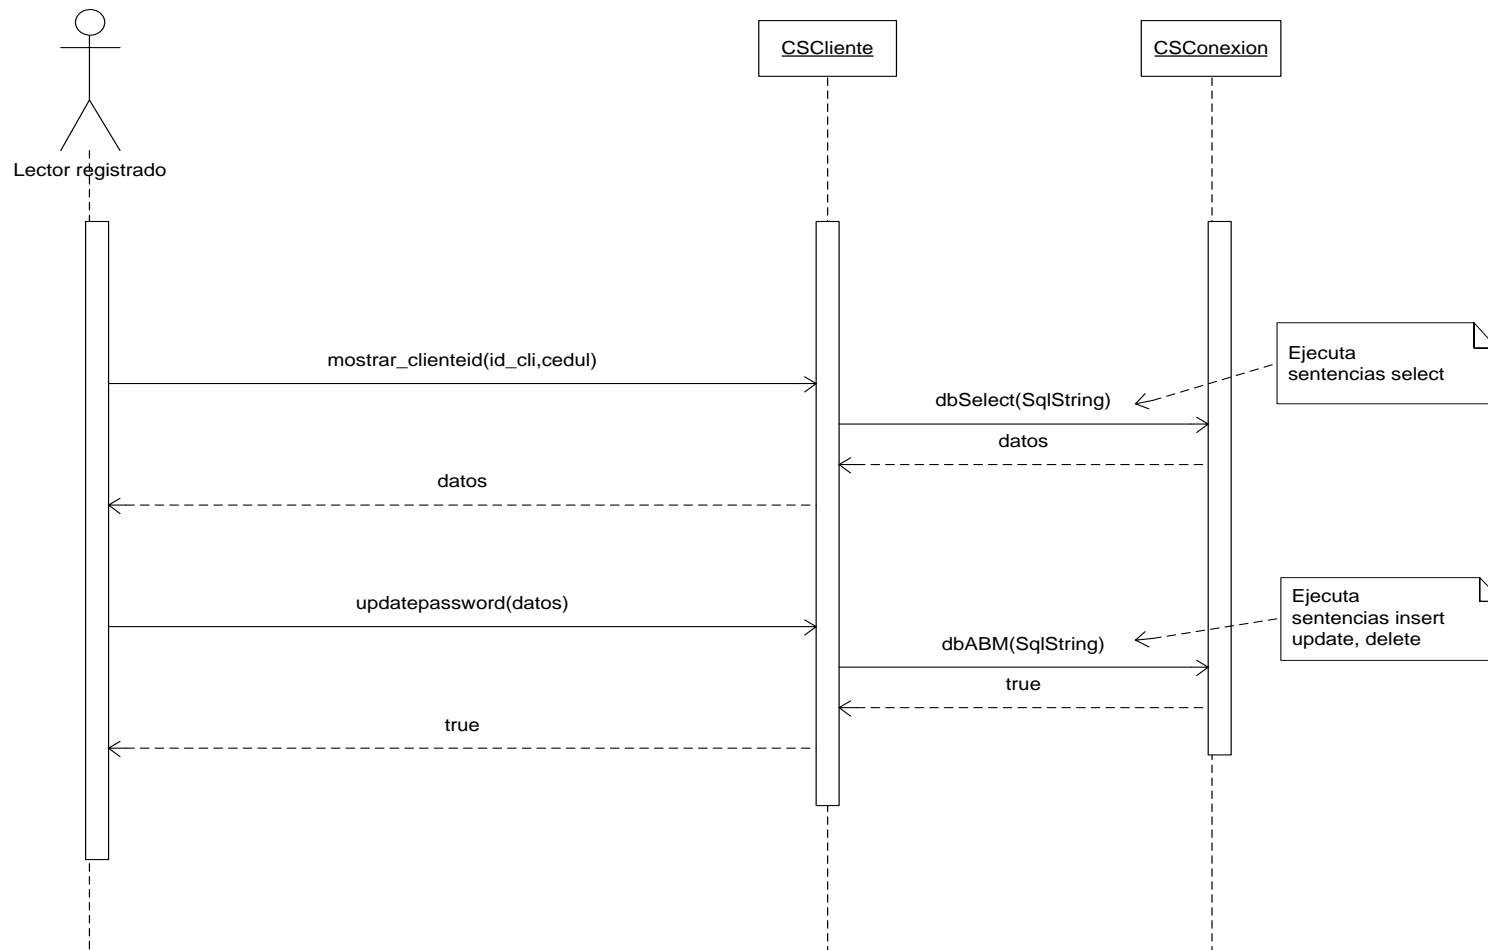 CSCliente
CSConexion
Lector registrado
mostrar_clienteid(id_cli,cedul)
Ejecuta
sentencias select
dbSelect(SqlString)
datos
datos
updatepassword(datos)
Ejecuta
sentencias insert
update, delete
dbABM(SqlString)
true
true